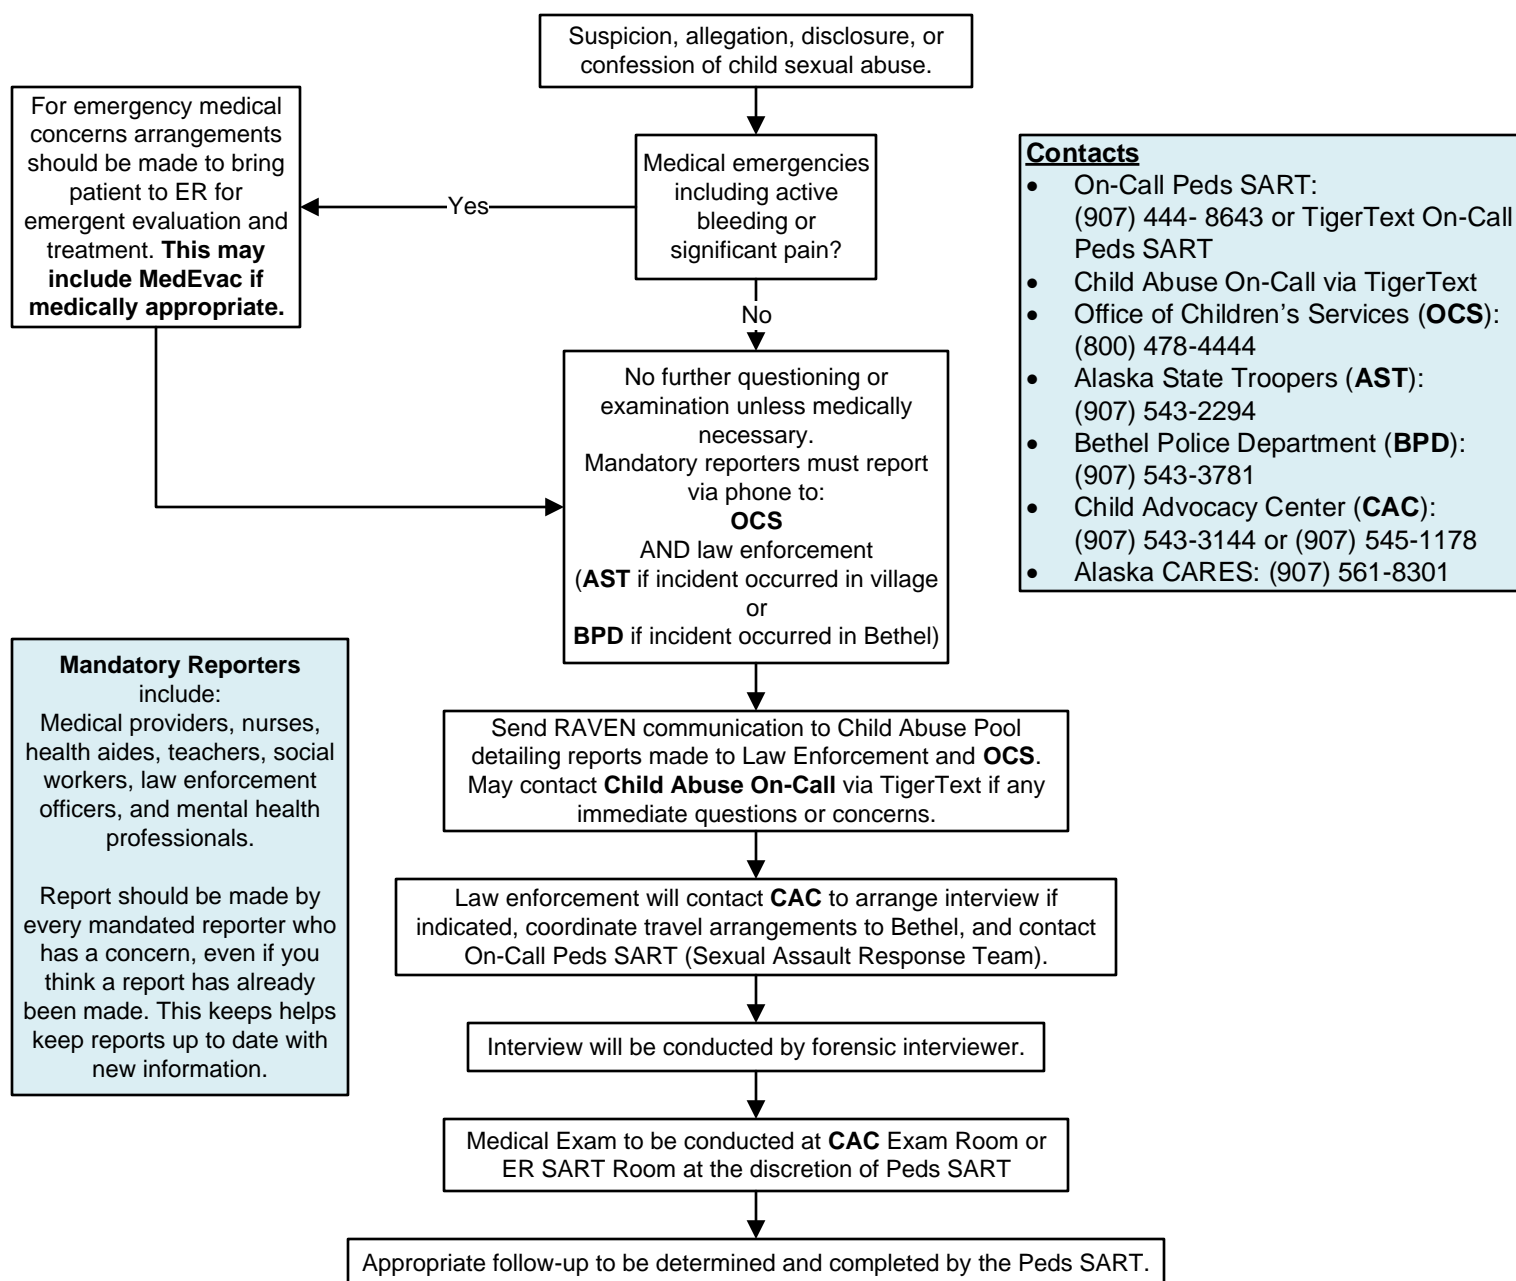 Suspicion, allegation, disclosure, or
confession of child sexual abuse.
For emergency medical
concerns arrangements
should be made to bring
patient to ER for
emergent evaluation and
treatment. This may
include MedEvac if
medically appropriate.
Yes
Medical emergencies
including active
bleeding or
significant pain?
No
Contacts
• On-Call Peds SART:
(907) 444- 8643 or TigerText On-Call
Peds SART
• Child Abuse On-Call via TigerText
• Office of Children’s Services (OCS):
(800) 478-4444
• Alaska State Troopers (AST):
(907) 543-2294
• Bethel Police Department (BPD):
(907) 543-3781
• Child Advocacy Center (CAC):
(907) 543-3144 or (907) 545-1178
• Alaska CARES: (907) 561-8301
No further questioning or
examination unless medically
necessary.
Mandatory reporters must report
via phone to:
OCS
AND law enforcement
(AST if incident occurred in village
or
BPD if incident occurred in Bethel)
Mandatory Reporters
include:
Medical providers, nurses,
health aides, teachers, social
workers, law enforcement
officers, and mental health
professionals.
Report should be made by
every mandated reporter who
has a concern, even if you
think a report has already
been made. This keeps helps
keep reports up to date with
new information.
Send RAVEN communication to Child Abuse Pool
detailing reports made to Law Enforcement and OCS.
May contact Child Abuse On-Call via TigerText if any
immediate questions or concerns.
Law enforcement will contact CAC to arrange interview if
indicated, coordinate travel arrangements to Bethel, and contact
On-Call Peds SART (Sexual Assault Response Team).
Interview will be conducted by forensic interviewer.
Medical Exam to be conducted at CAC Exam Room or
ER SART Room at the discretion of Peds SART
Appropriate follow-up to be determined and completed by the Peds SART.